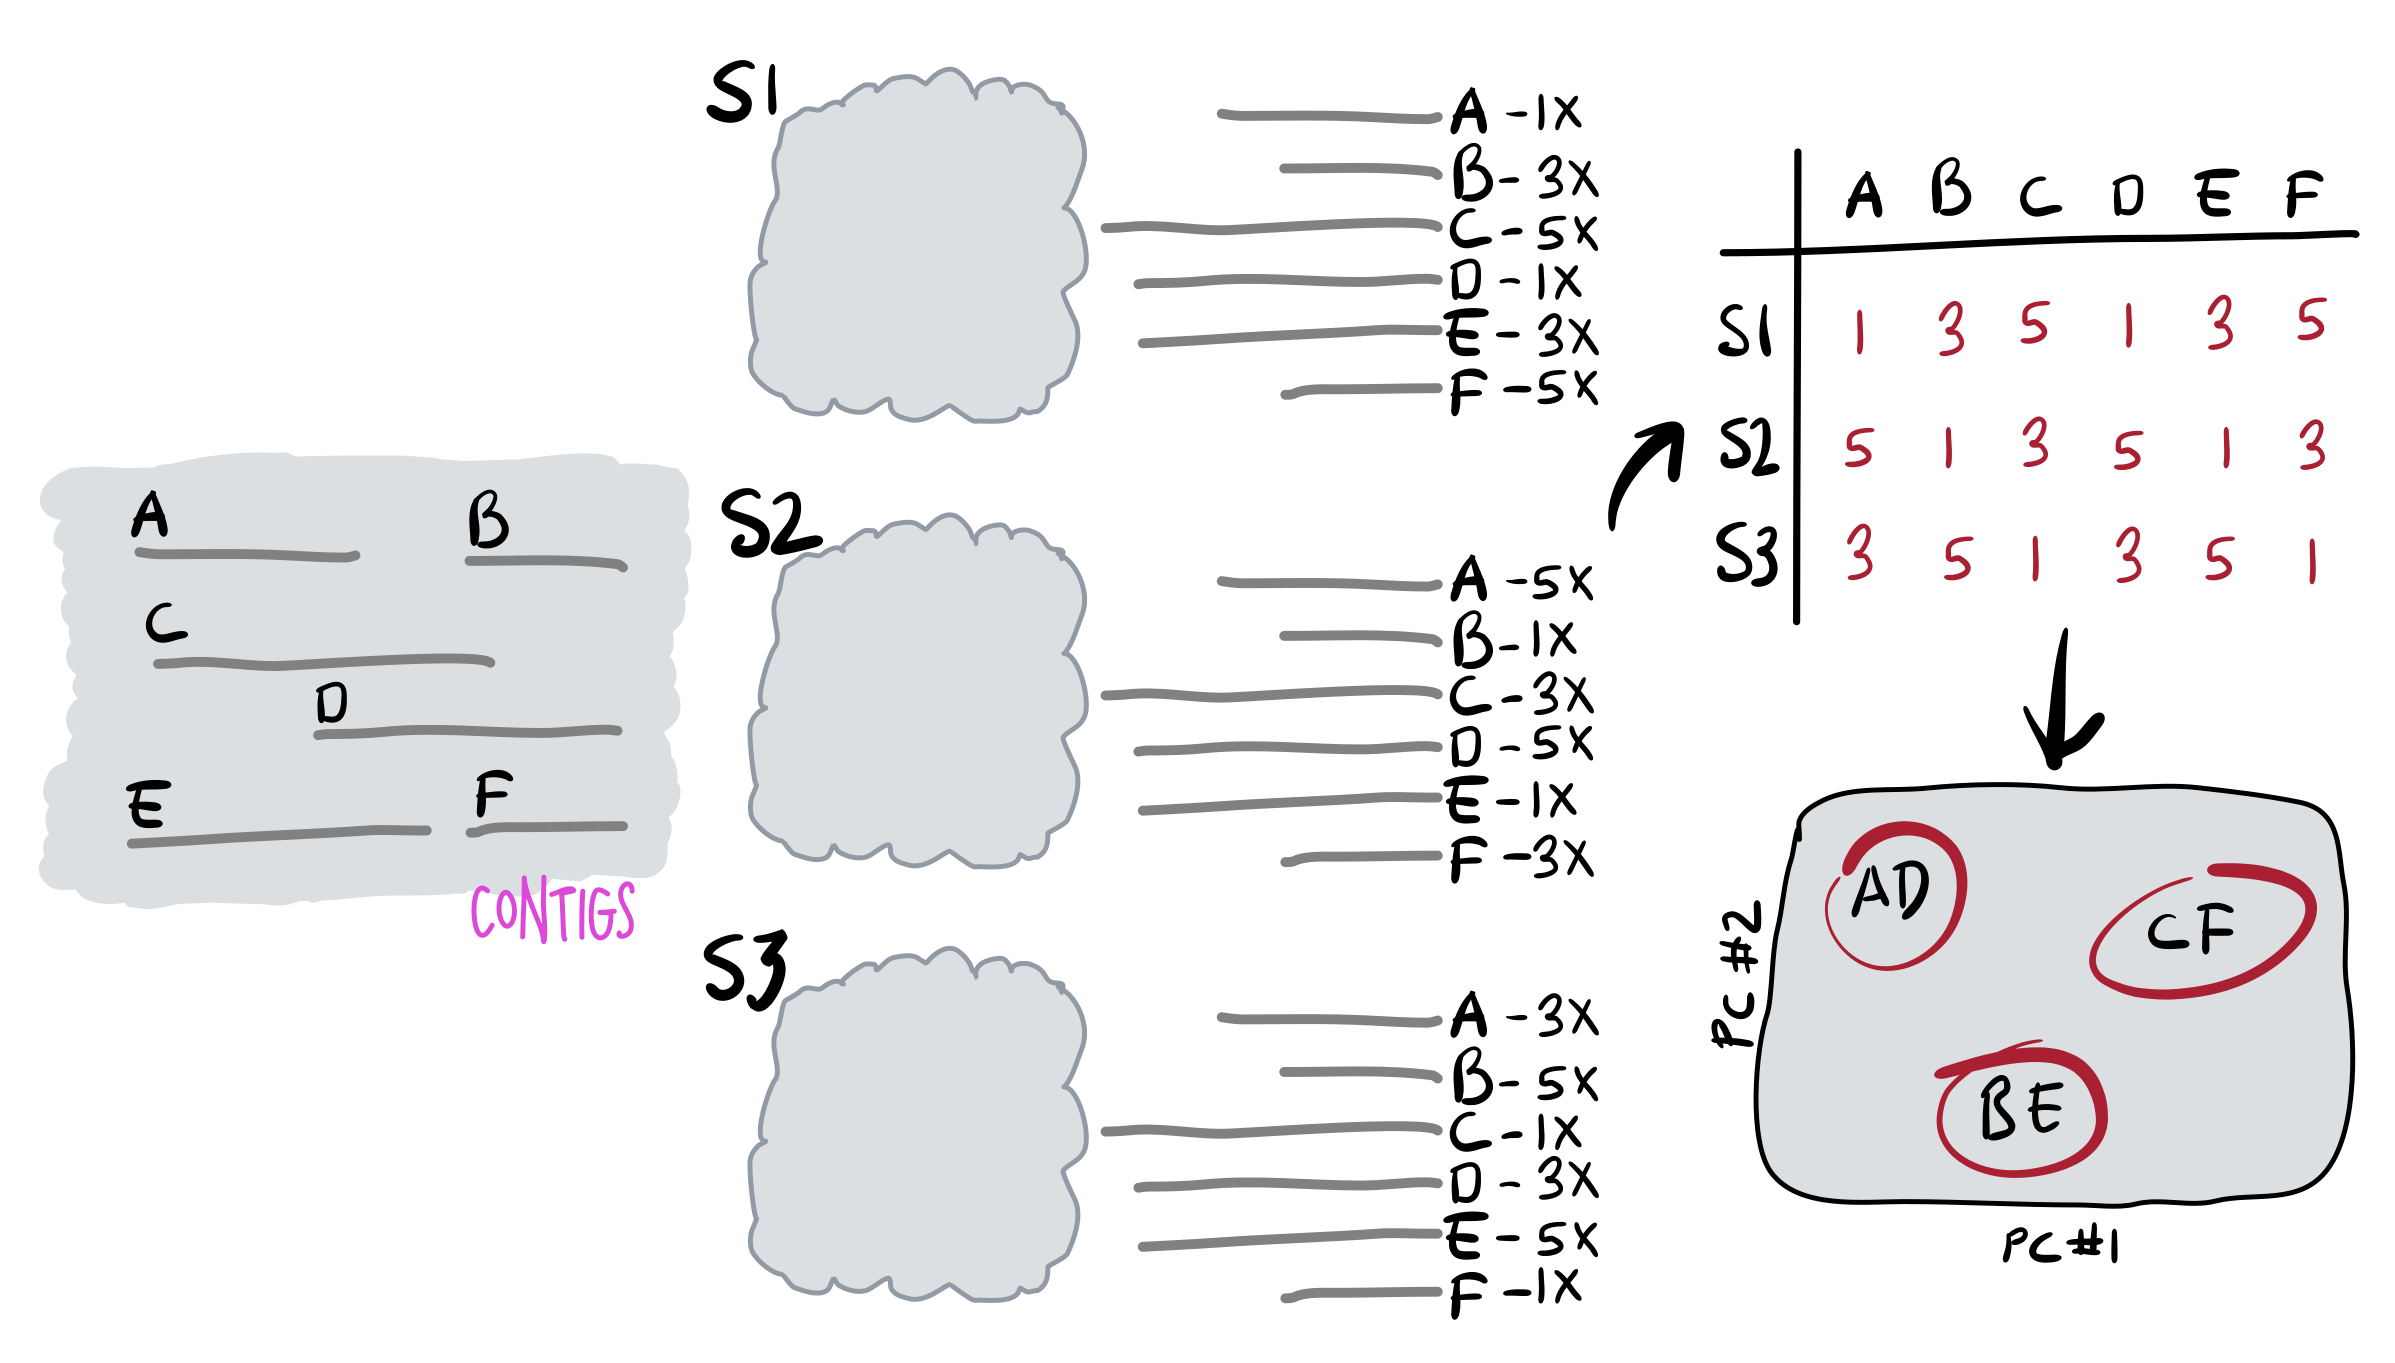 A B
C
D
E F
CONTIGS
S1
A - 1X
B - 3X
C - 5X
D - 1X
E - 3X
F - 5X
S2
A - 5X
B - 1X
C - 3X
D - 5X
E - 1X
F - 3X
S3
A - 3X
B - 5X
C - 1X
D - 3X
E - 5X
F - 1X
A B C D E F
S1 1 3 5 1 3 5
S2 5 1 3 5 1 3
S3 3 5 1 3 5 1
AD
CF
BE
PC #2
PC #1